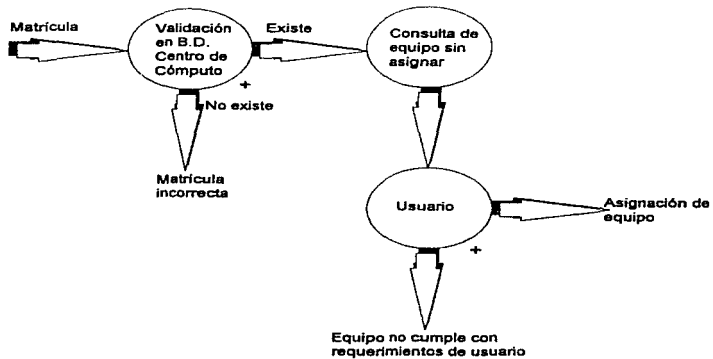 Matrícula
Validación
en B.D.
Centro de
Cómputo
+
Existe
Consulta de
equipo sin
asignar
No existe
Matrícula
incorrecta
Usuario
+
Asignación de
equipo
Equipo no cumple con
requerimientos de usuario